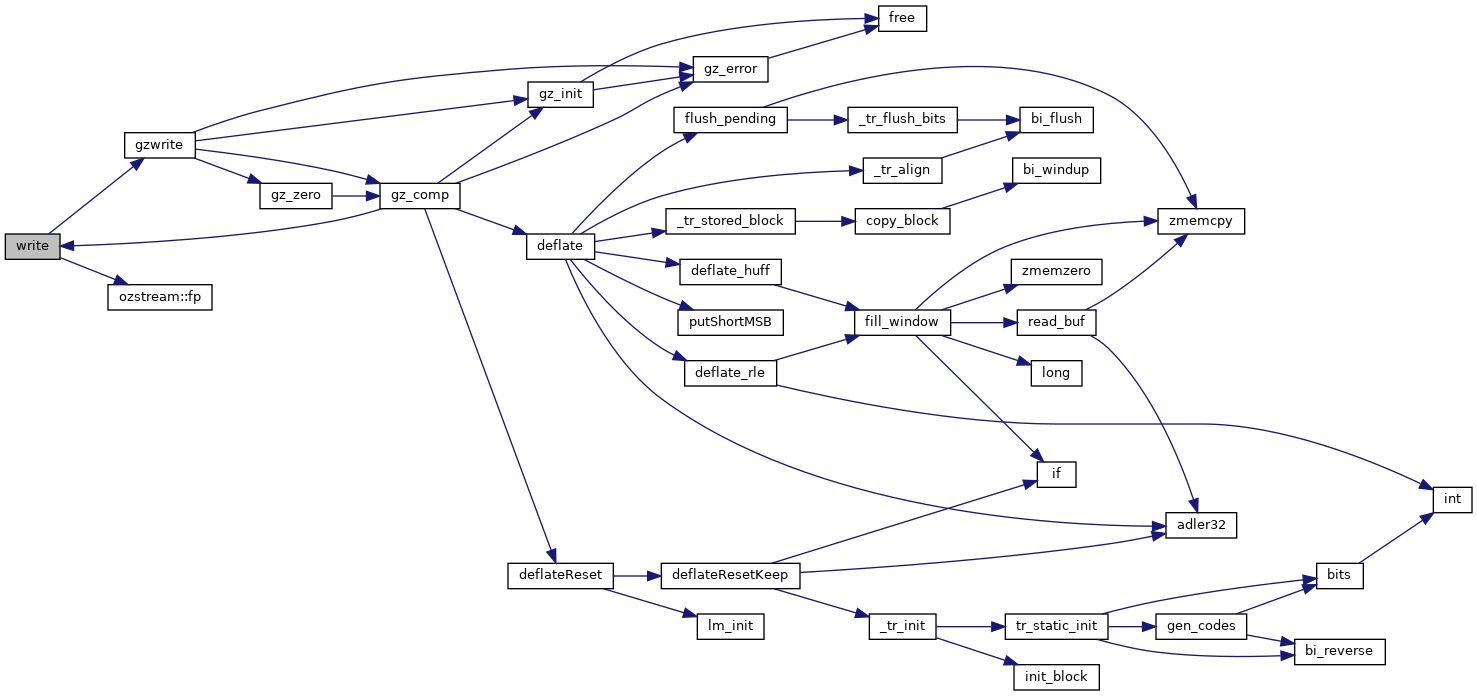 free
gz_error
gz_init
flush_pending
_tr_flush_bits
bi_flush
gzwrite
_tr_align
bi_windup
gz_zero
gz_comp
_tr_stored_block
copy_block
zmemcpy
write
deflate
deflate_huff
zmemzero
ozstream::fp
putShortMSB
fill_window
read_buf
deflate_rle
long
if
int
adler32
deflateReset
deflateResetKeep
bits
lm_init
_tr_init
tr_static_init
gen_codes
bi_reverse
init_block